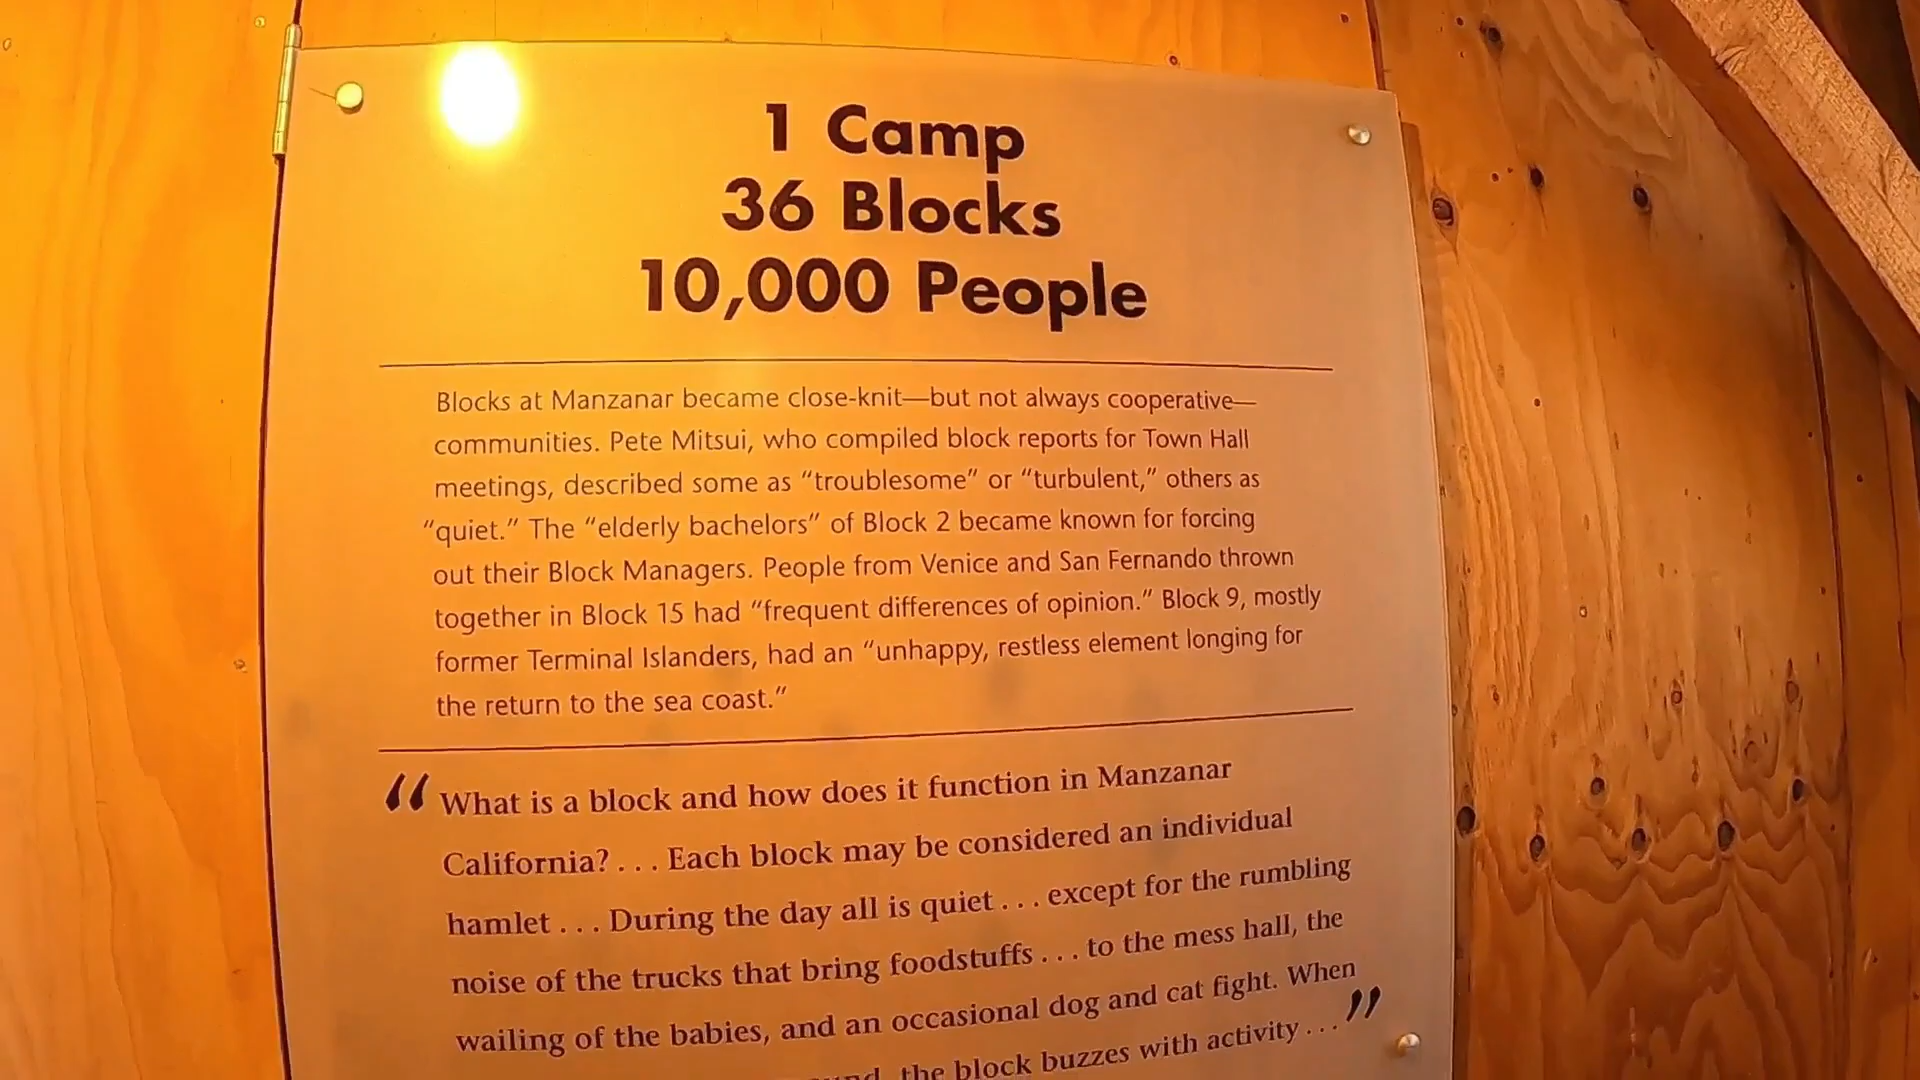 1 Camp
36 Blocks
10,000 People
Blocks at Manzanar became close-knit—but not always cooperative—
communities. Pete Mitsui, who compiled block reports for Town Hall
meetings, described some as “troublesome” or “turbulent,” others as
“quiet.” The “elderly bachelors” of Block 2 became known for forcing
out their Block Managers. People from Venice and San Fernando thrown
together in Block 15 had “frequent differences of opinion.” Block 9, mostly
former Terminal Islanders, had an “unhappy, restless element longing for
the return to the sea coast.”
“ What is a block and how does it function in Manzanar
California? . . . Each block may be considered an individual
hamlet . . . During the day all is quiet . . . except for the rumbling
noise of the trucks that bring foodstuffs . . . to the mess hall, the
wailing of the babies, and an occasional dog and cat fight. When
the block buzzes with activity . . . ”